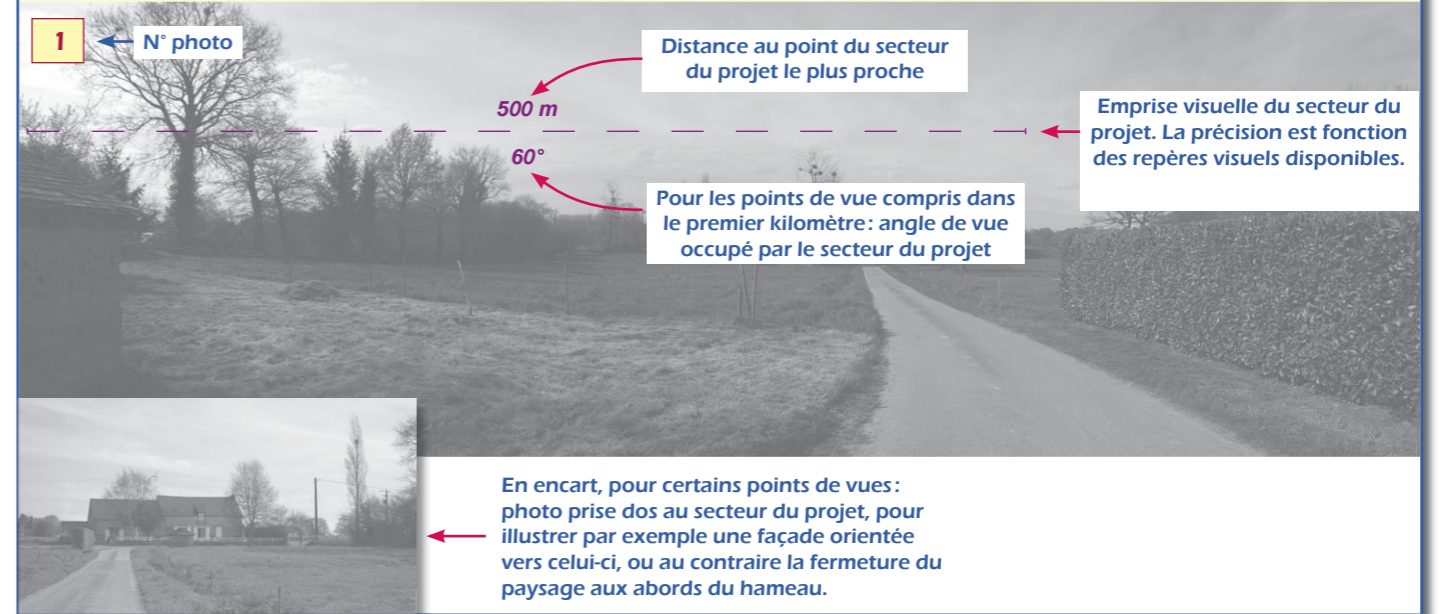 1
N° photo
Distance au point du secteur
du projet le plus proche
500 m
Emprise visuelle du secteur du
projet. La précision est fonction
des repères visuels disponibles.
60°
Pour les points de vue compris dans
le premier kilomètre : angle de vue
occupé par le secteur du projet
En encart, pour certains points de vues :
photo prise dos au secteur du projet, pour
illustrer par exemple une façade orientée
vers celui-ci, ou au contraire la fermeture du
paysage aux abords du hameau.